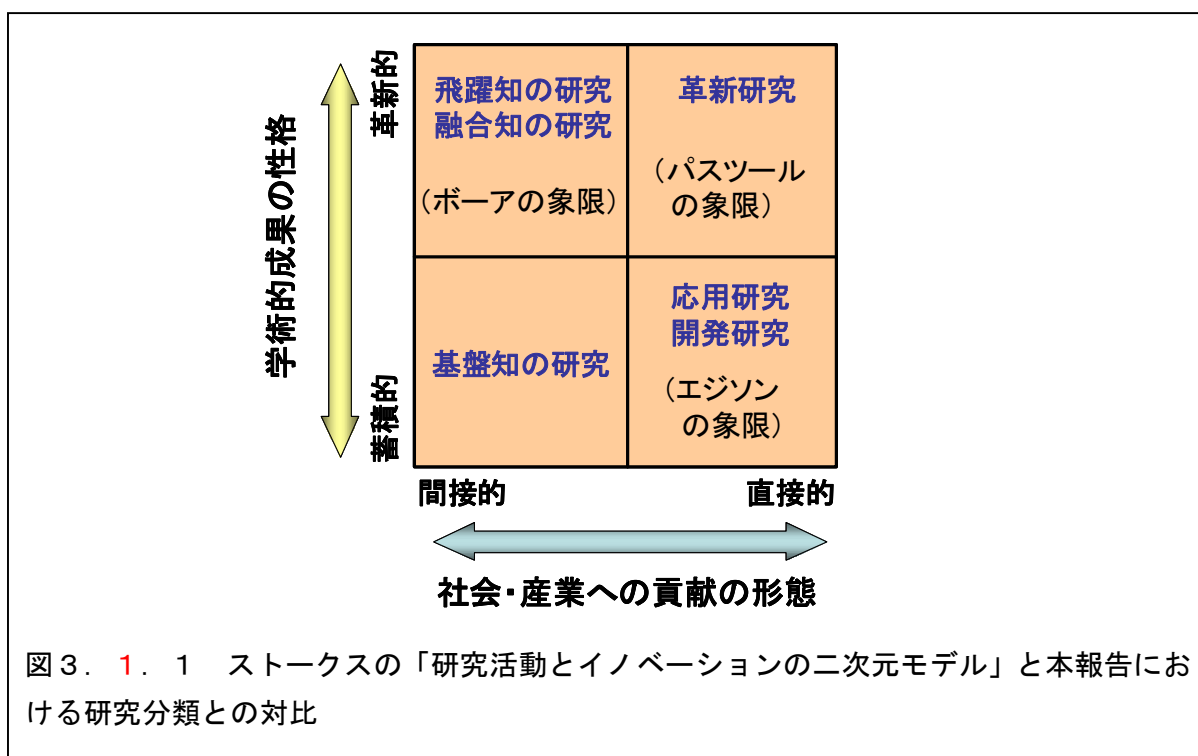 学術的成果の性格
革新的
蓄積的
飛躍知の研究
融合知の研究
(ボーアの象限)
革新研究
(パスツール
の象限)
基盤知の研究
応用研究
開発研究
(エジソン
の象限)
間接的
直接的
社会・産業への貢献の形態
図3.1.1 ストークスの「研究活動とイノベーションの二次元モデル」と本報告にお
ける研究分類との対比